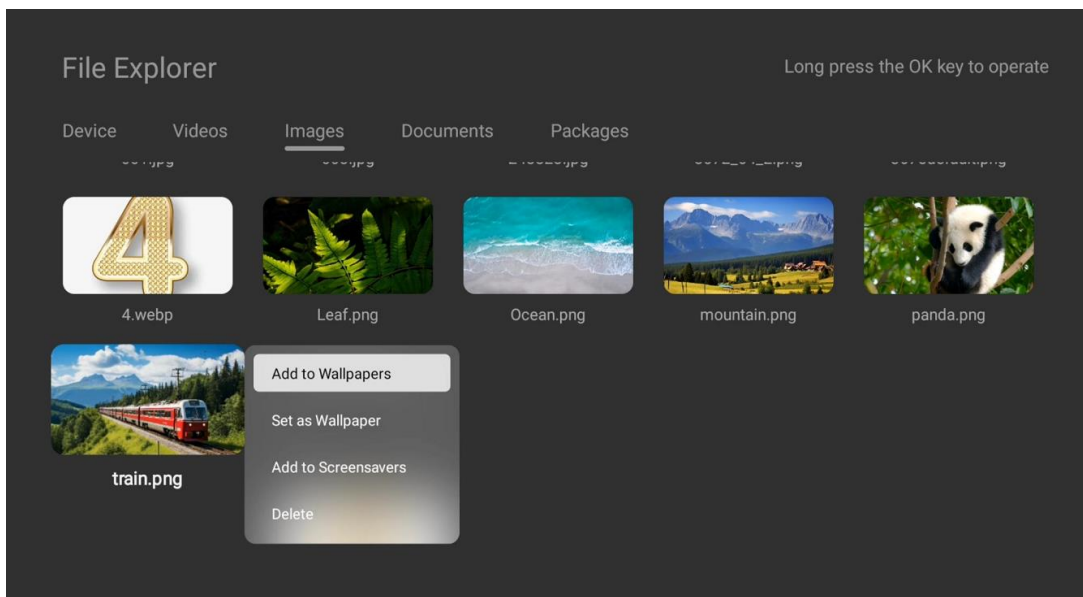 File Explorer
Long press the OK key to operate
Device Videos Images Documents Packages
4.webp Leaf.png Ocean.png mountain.png panda.png
Add to Wallpapers
Set as Wallpaper
Add to Screensavers
train.png
Delete